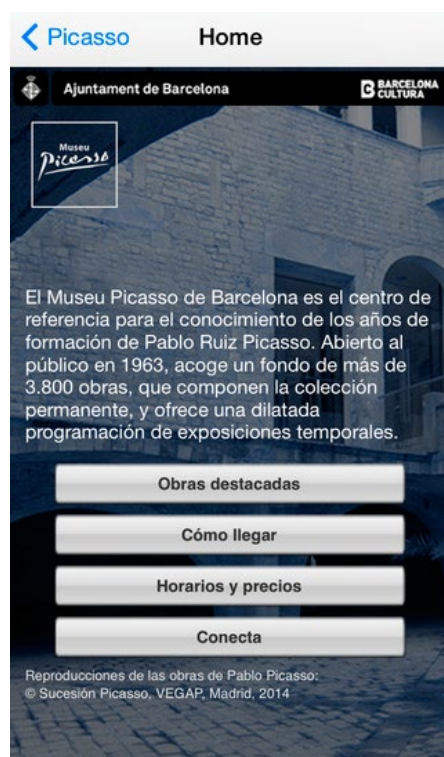 Picasso Home
Ajuntament de Barcelona BARCELONA
CULTURA
Museu
Picasso
El Museu Picasso de Barcelona es el centro de
referencia para el conocimiento de los años de
formación de Pablo Ruiz Picasso. Abierto al
público en 1963, acoge un fondo de más de
3.800 obras, que componen la colección
permanente, y ofrece una dilatada
programación de exposiciones temporales.
Obras destacadas
Cómo llegar
Horarios y precios
Conecta
Reproducciones de las obras de Pablo Picasso:
© Sucesión Picasso, VEGAP, Madrid, 2014